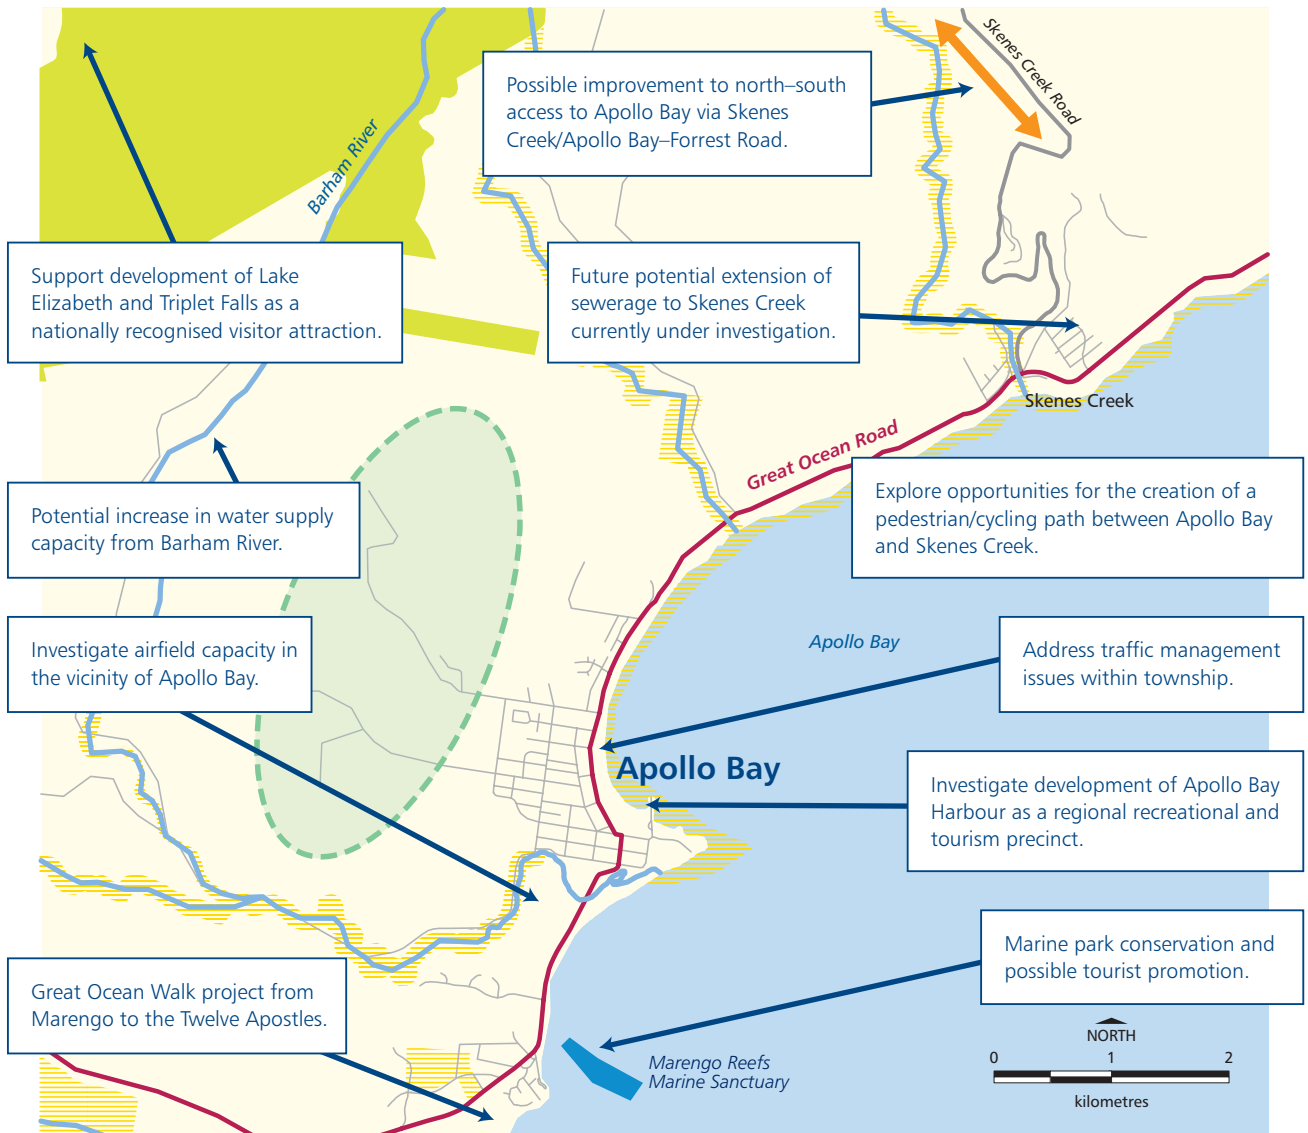 Skenes Creek Road
Possible improvement to north–south
access to Apollo Bay via Skenes
Creek/Apollo Bay–Forrest Road.
Barham River
Support development of Lake
Elizabeth and Triplet Falls as a
nationally recognised visitor attraction.
Future potential extension of
sewerage to Skenes Creek
currently under investigation.
Skenes Creek
Great Ocean Road
Explore opportunities for the creation of a
pedestrian/cycling path between Apollo Bay
and Skenes Creek.
Potential increase in water supply
capacity from Barham River.
Investigate airfield capacity in
the vicinity of Apollo Bay.
Apollo Bay
Address traffic management
issues within township.
Apollo Bay
Investigate development of Apollo Bay
Harbour as a regional recreational and
tourism precinct.
Marine park conservation and
possible tourist promotion.
Great Ocean Walk project from
Marengo to the Twelve Apostles.
Marengo Reefs
Marine Sanctuary
NORTH
0 1 2
kilometres